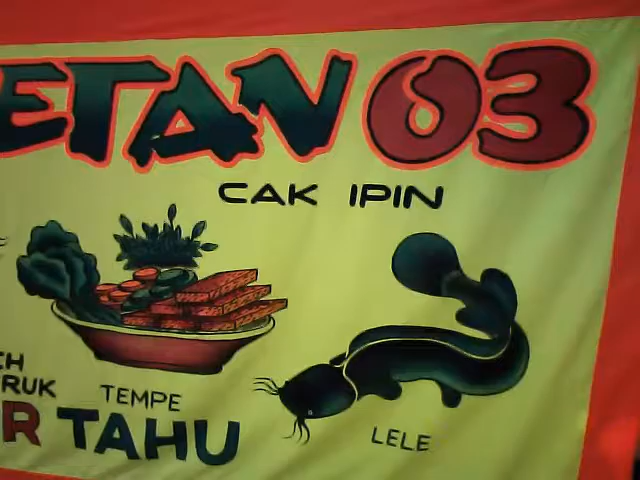 ETAN 03
CAK IPIN
CH
RUK
TEMPE
R TAHU
LELE